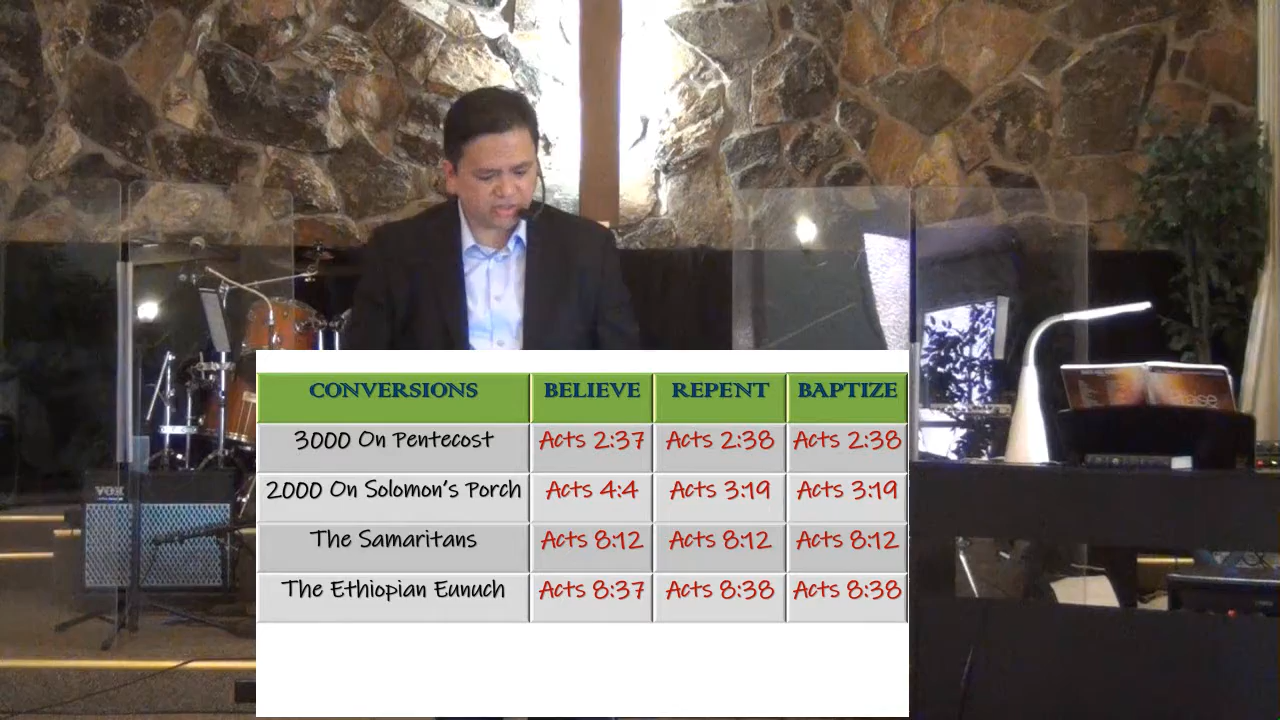 CONVERSIONS BELIEVE REPENT BAPTIZE
3000 On Pentecost Acts 2:37 Acts 2:38 Acts 2:38
2000 On Solomon's Porch Acts 4:4 Acts 3:19 Acts 3:19
The Samaritans Acts 8:12 Acts 8:12 Acts 8:12
The Ethiopian Eunuch Acts 8:37 Acts 8:38 Acts 8:38
VOX